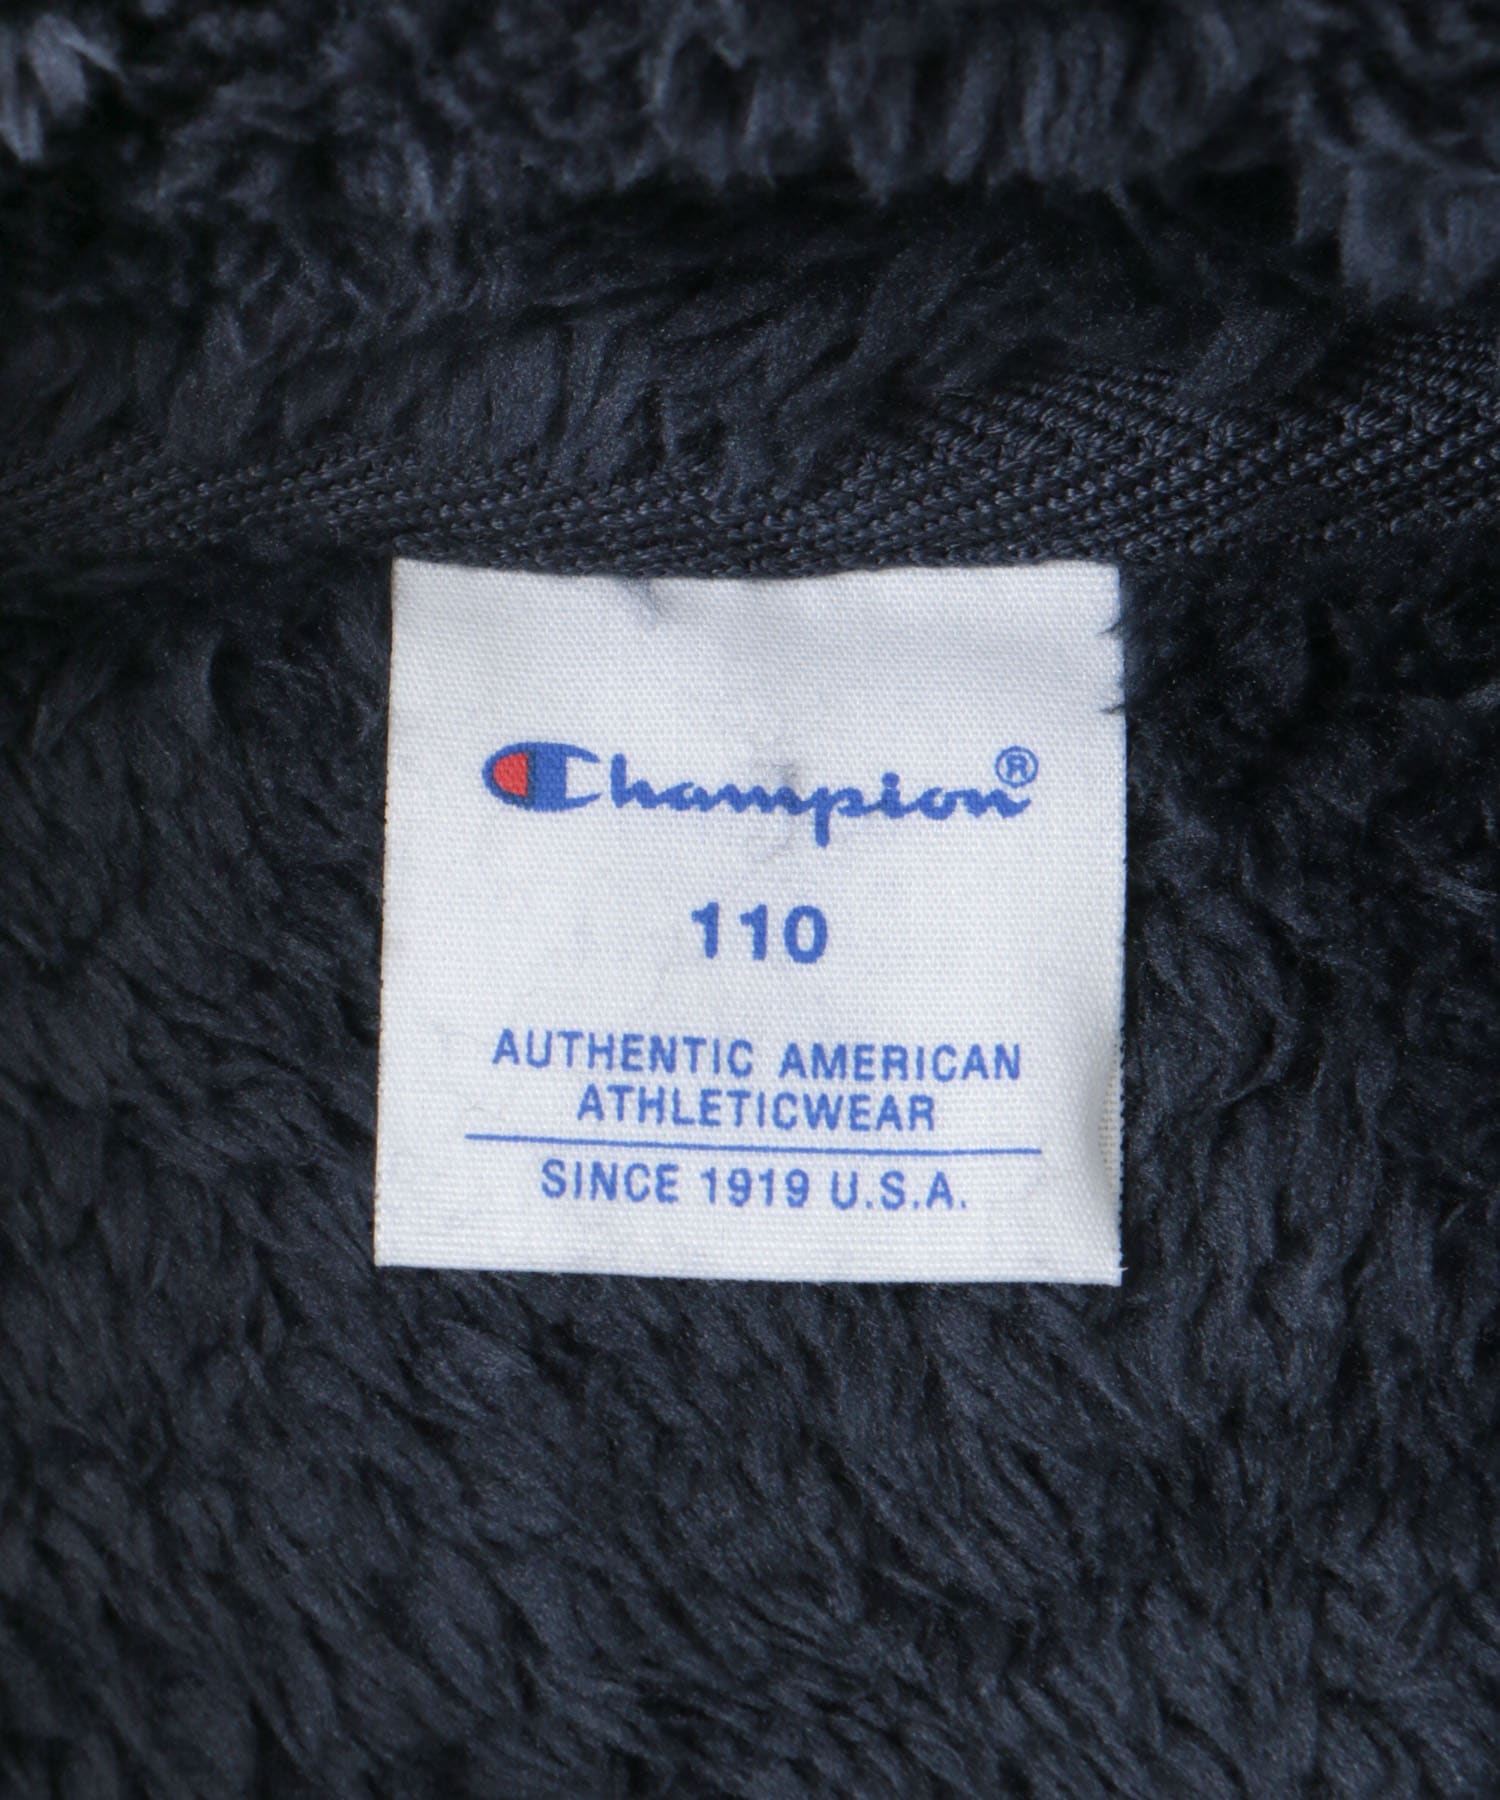 Champion®
110
AUTHENTIC AMERICAN
ATHLETICWEAR
SINCE 1919 U.S.A.